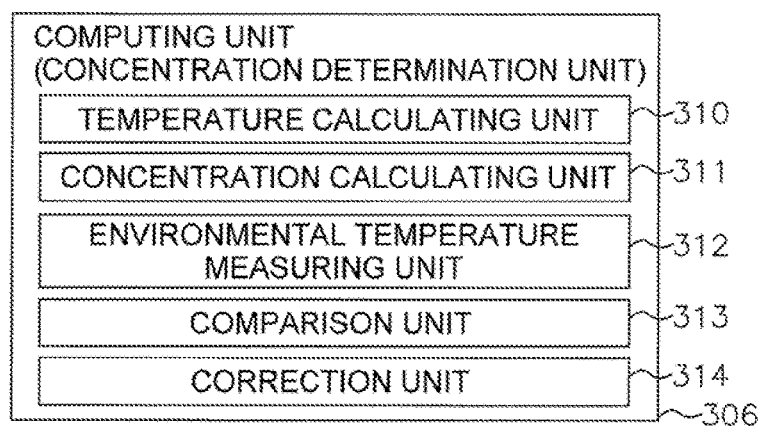 COMPUTING UNIT
(CONCENTRATION DETERMINATION UNIT)
TEMPERATURE CALCULATING UNIT
310
CONCENTRATION CALCULATING UNIT
311
ENVIRONMENTAL TEMPERATURE
MEASURING UNIT
312
COMPARISON UNIT
313
CORRECTION UNIT
314
306